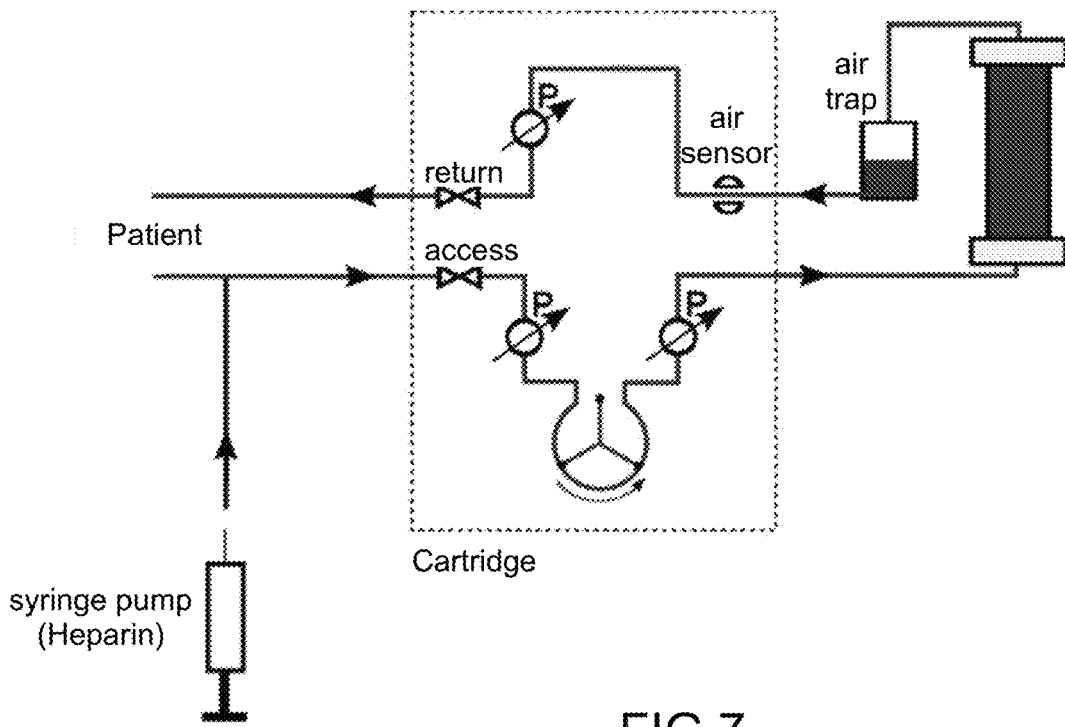 P
air
trap
air
sensor
return
Patient
access
P
P
Cartridge
syringe pump
(Heparin)
FIG.7